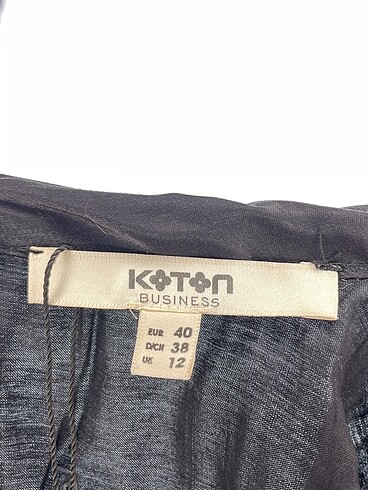 KOTON
BUSINESS
EUR 40
D/CH 38
UK 12